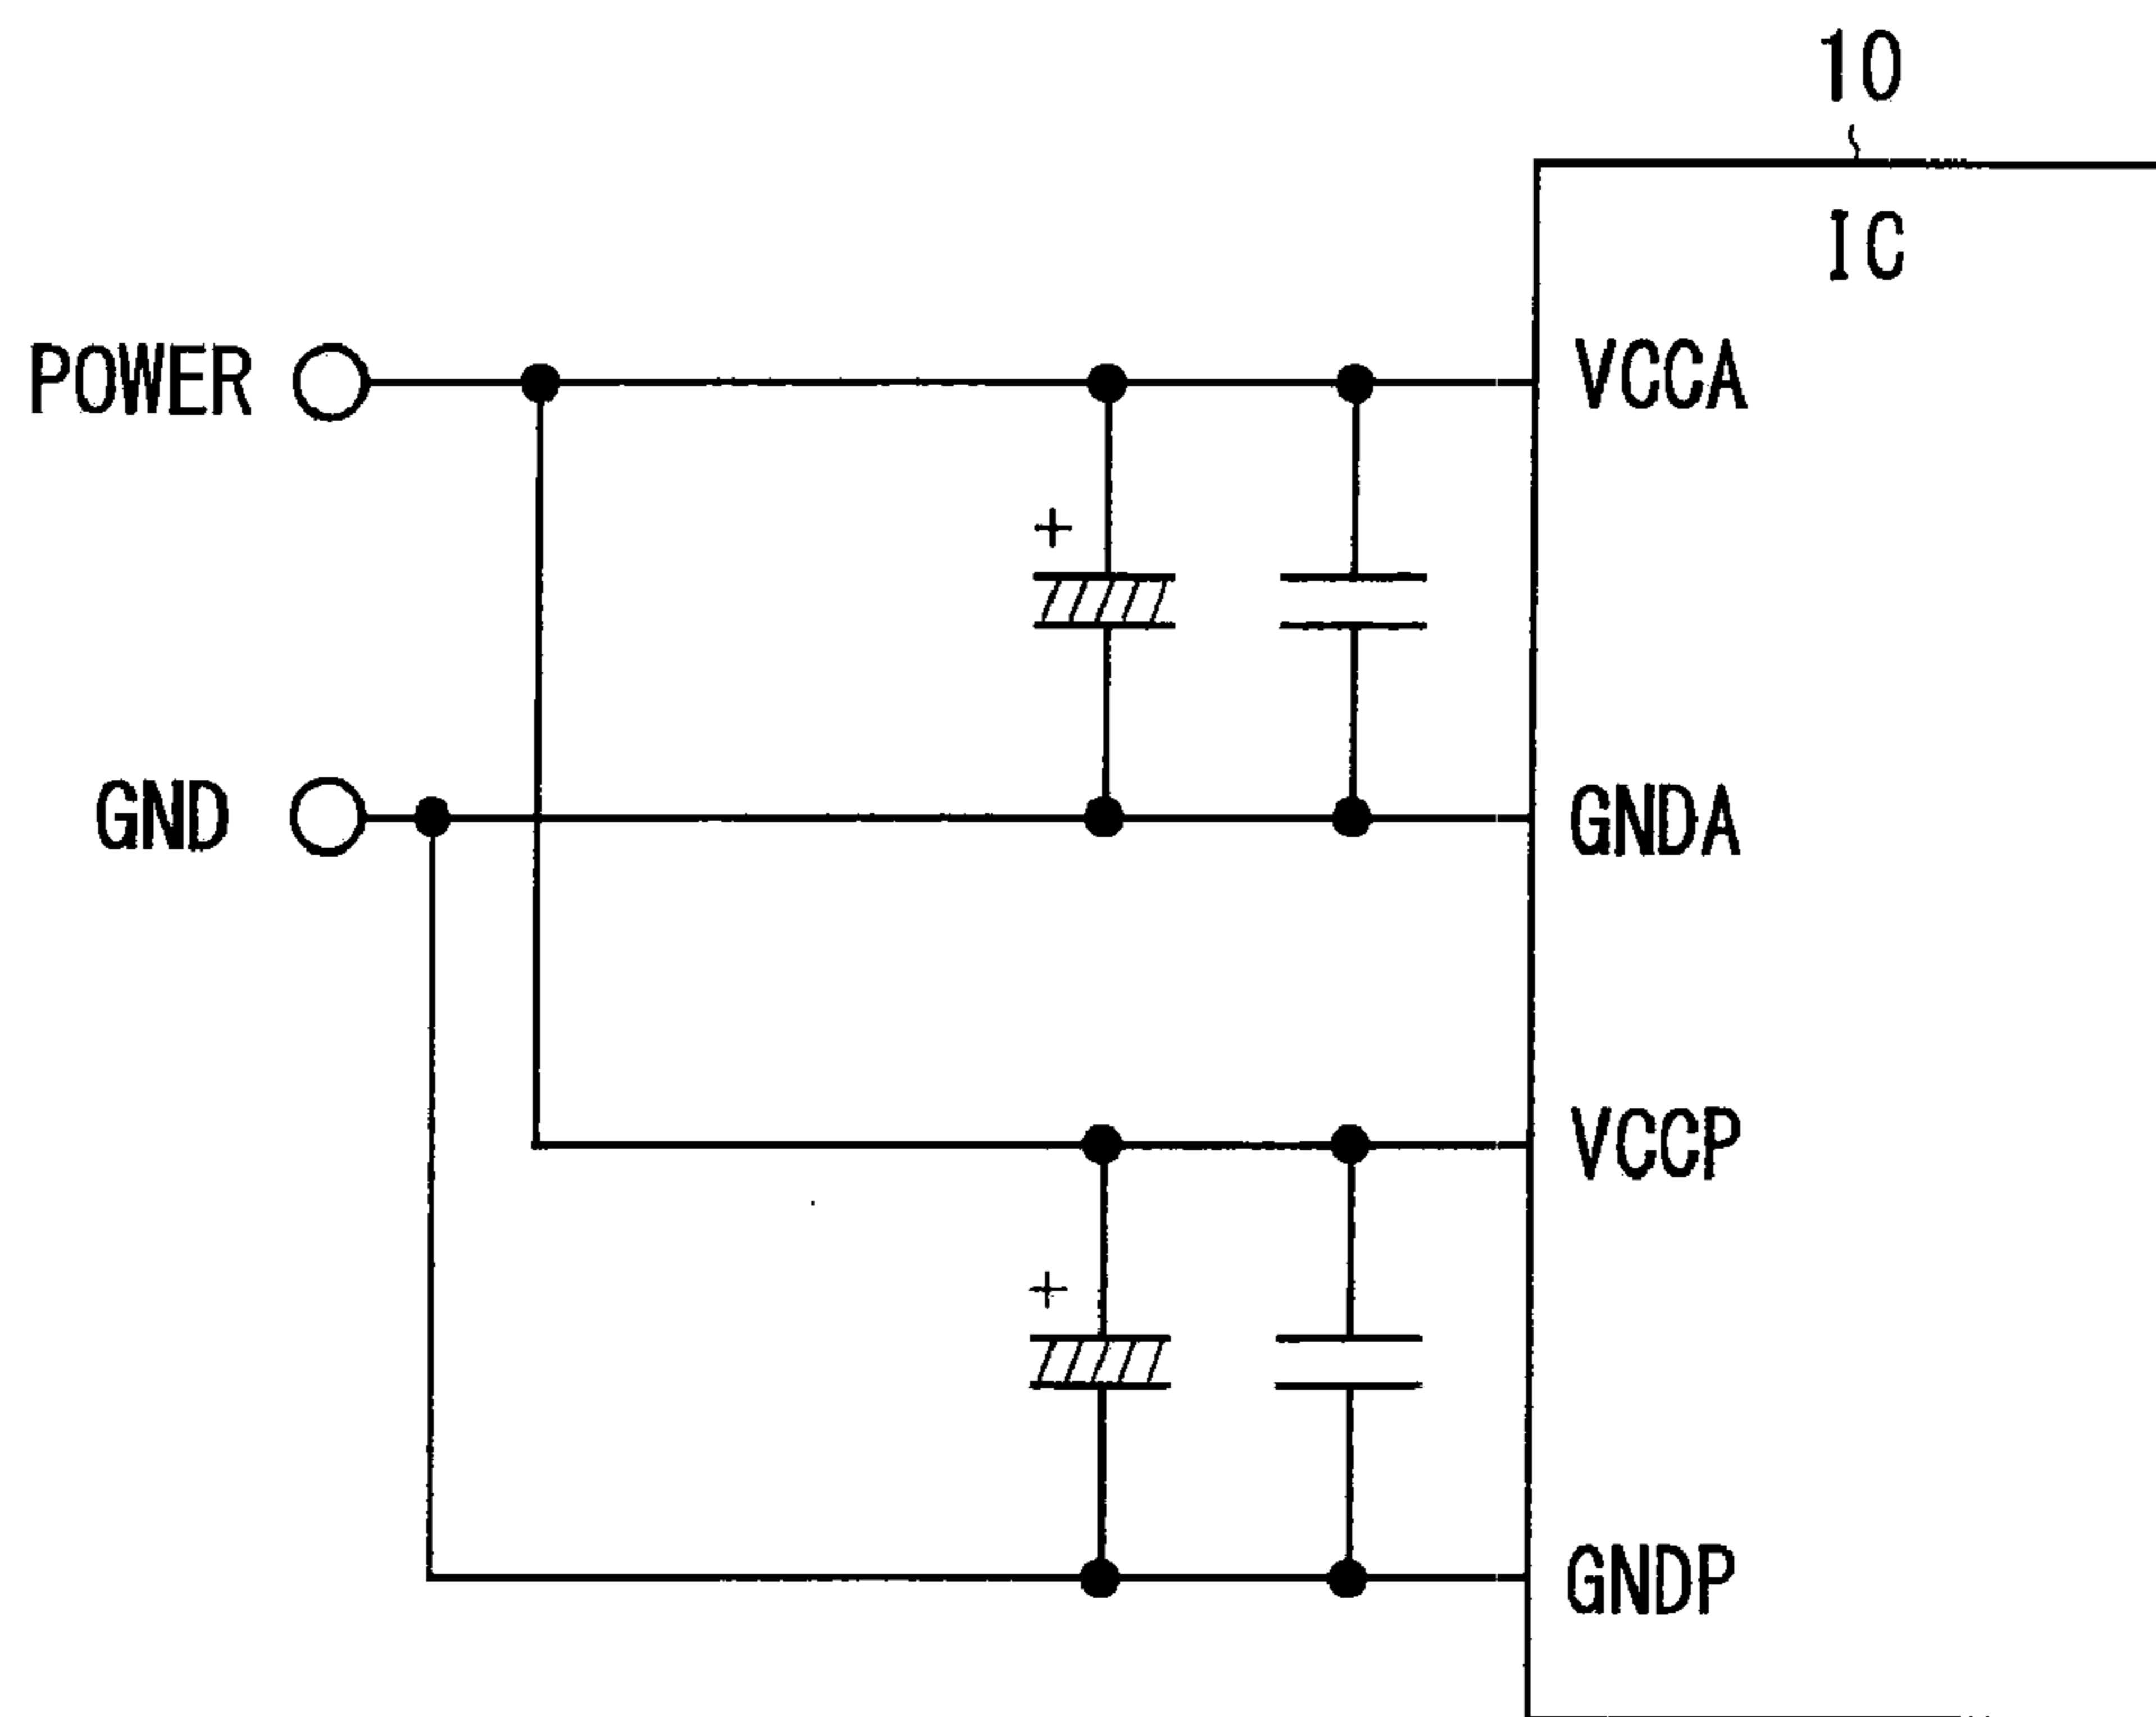 10
IC
POWER
VCCA
+
GND
GNDA
VCCP
+
GNDP